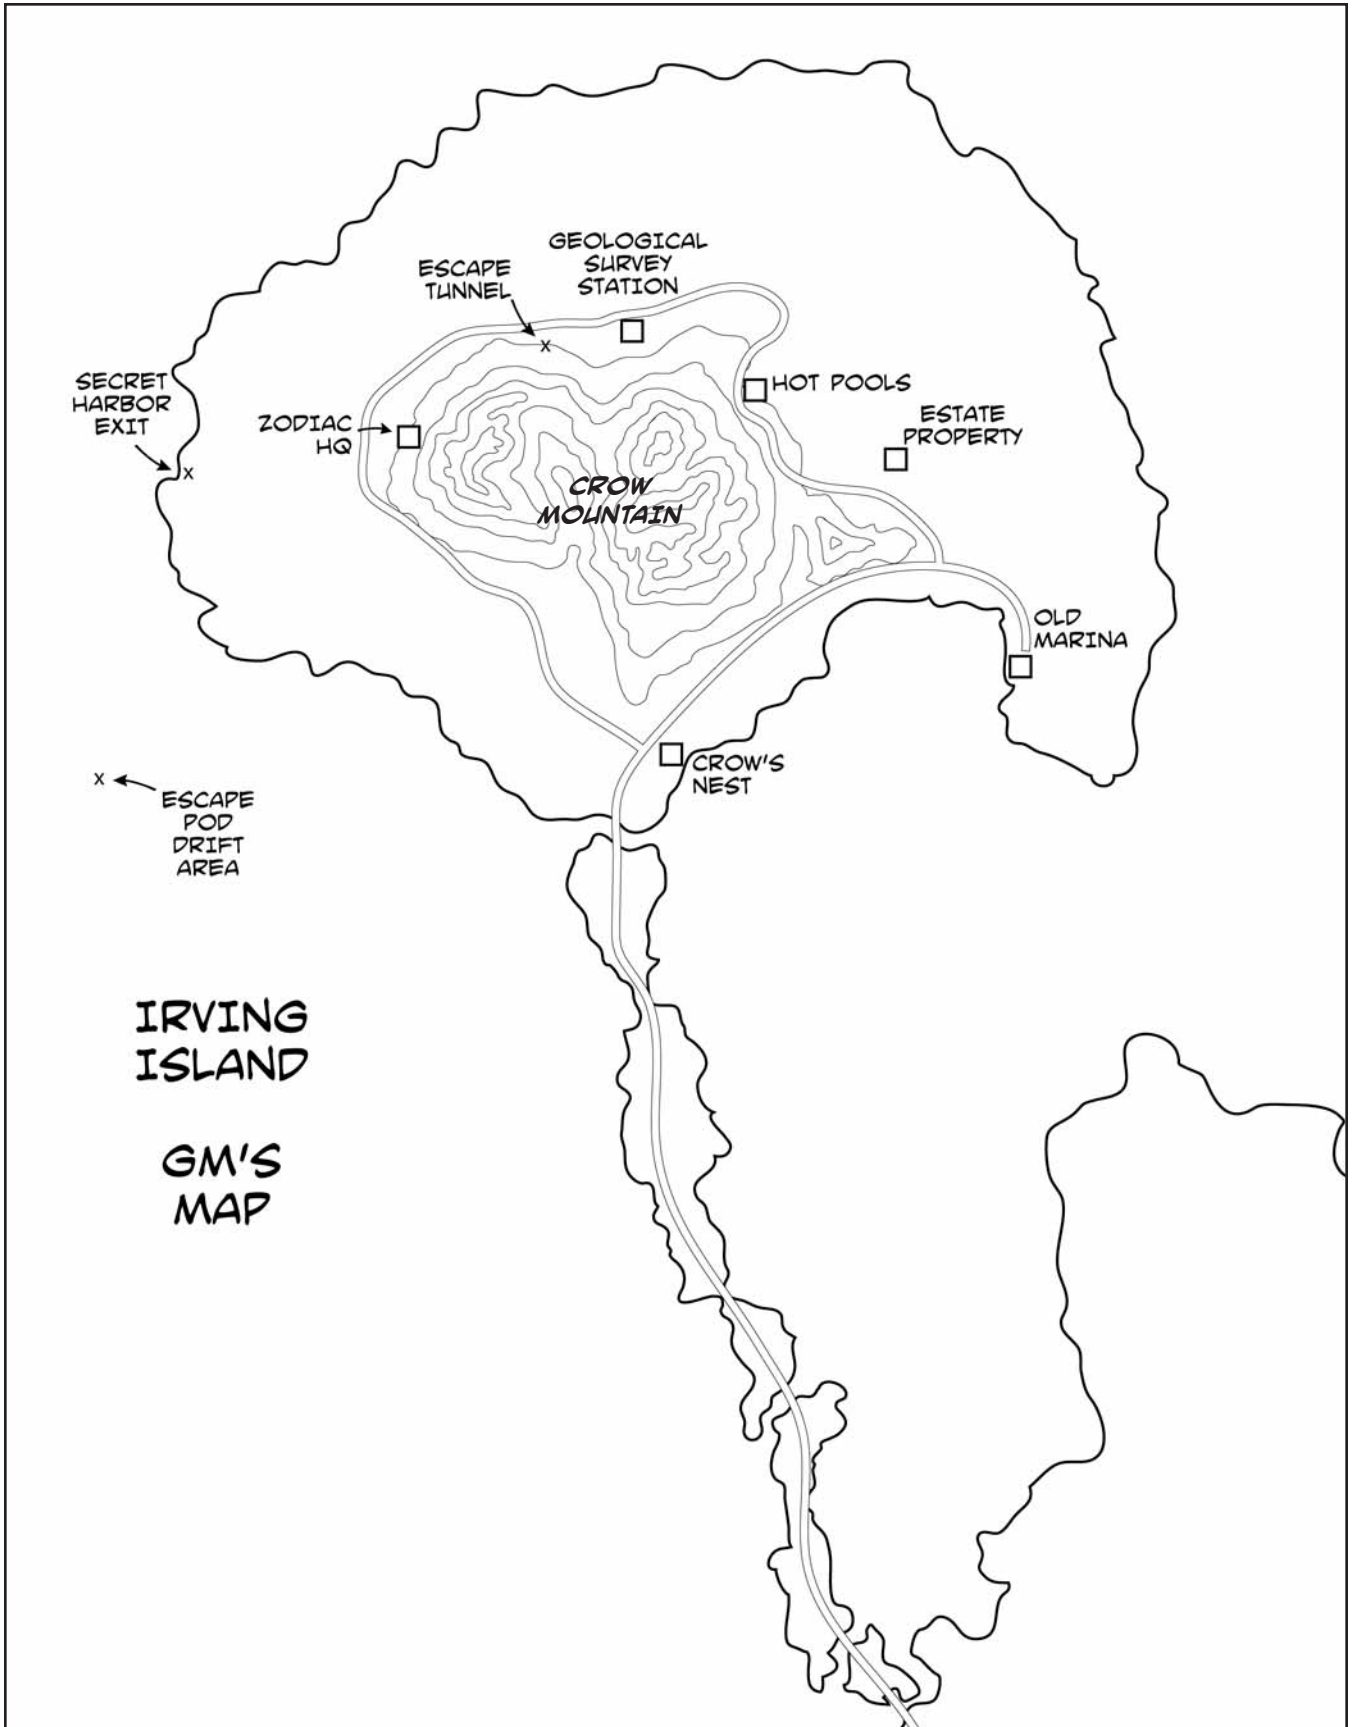 GEOLOGICAL
SURVEY
STATION
ESCAPE
TUNNEL
X
SECRET
HARBOR
EXIT
X
ZODIAC
HQ
HOT POOLS
ESTATE
PROPERTY
CROW
MOUNTAIN
OLD
MARINA
CROW'S
NEST
X
ESCAPE
POD
DRIFT
AREA
IRVING
ISLAND
GM'S
MAP